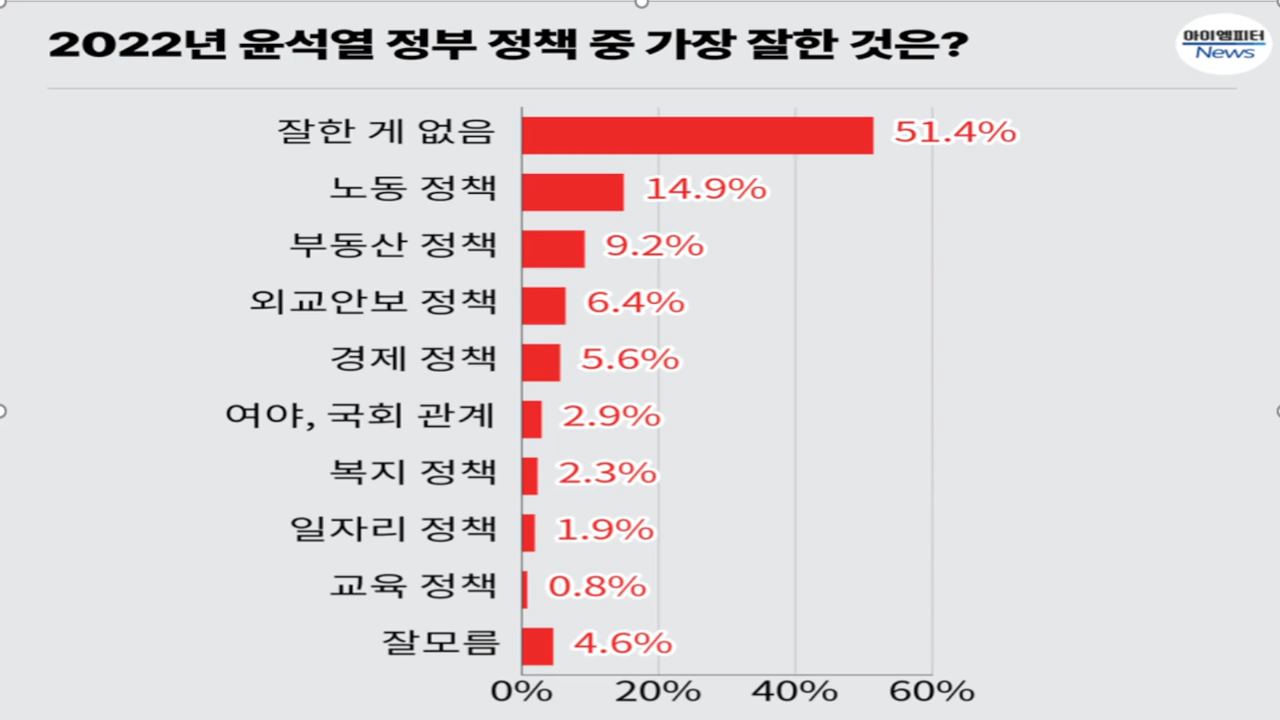 2022년 윤석열 정부 정책 중 가장 잘한 것은?
아이엠피터
News
잘한 게 없음 51.4%
노동 정책 14.9%
부동산 정책 9.2%
외교안보 정책 6.4%
경제 정책 5.6%
여야, 국회 관계 2.9%
복지 정책 2.3%
일자리 정책 1.9%
교육 정책 0.8%
잘모름 4.6%
0% 20% 40% 60%